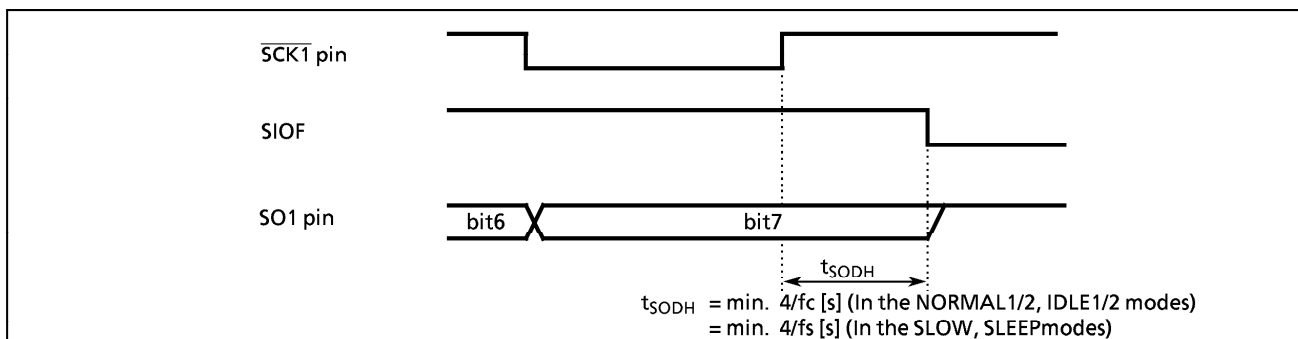 SCK1 pin
SIOF
SO1 pin
bit6
bit7
tSODH
tSODH = min. 4/fc [s] (In the NORMAL1/2, IDLE1/2 modes)
= min. 4/fs [s] (In the SLOW, SLEEPmodes)